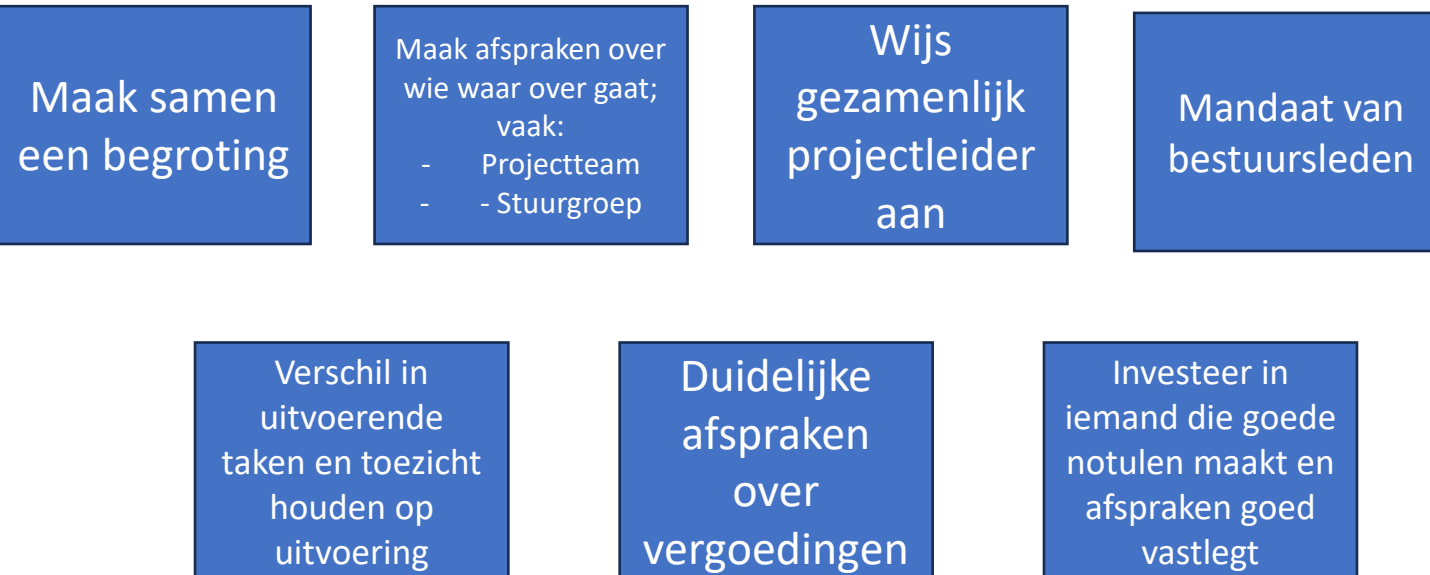 Maak samen
een begroting
Maak afspraken over
wie waar over gaat;
vaak:
- Projectteam
- - Stuurgroep
Wijs
gezamenlijk
projectleider
aan
Mandaat van
bestuursleden
Verschil in
uitvoerende
taken en toezicht
houden op
uitvoering
Duidelijke
afspraken
over
vergoedingen
Investeer in
iemand die goede
notulen maakt en
afspraken goed
vastlegt